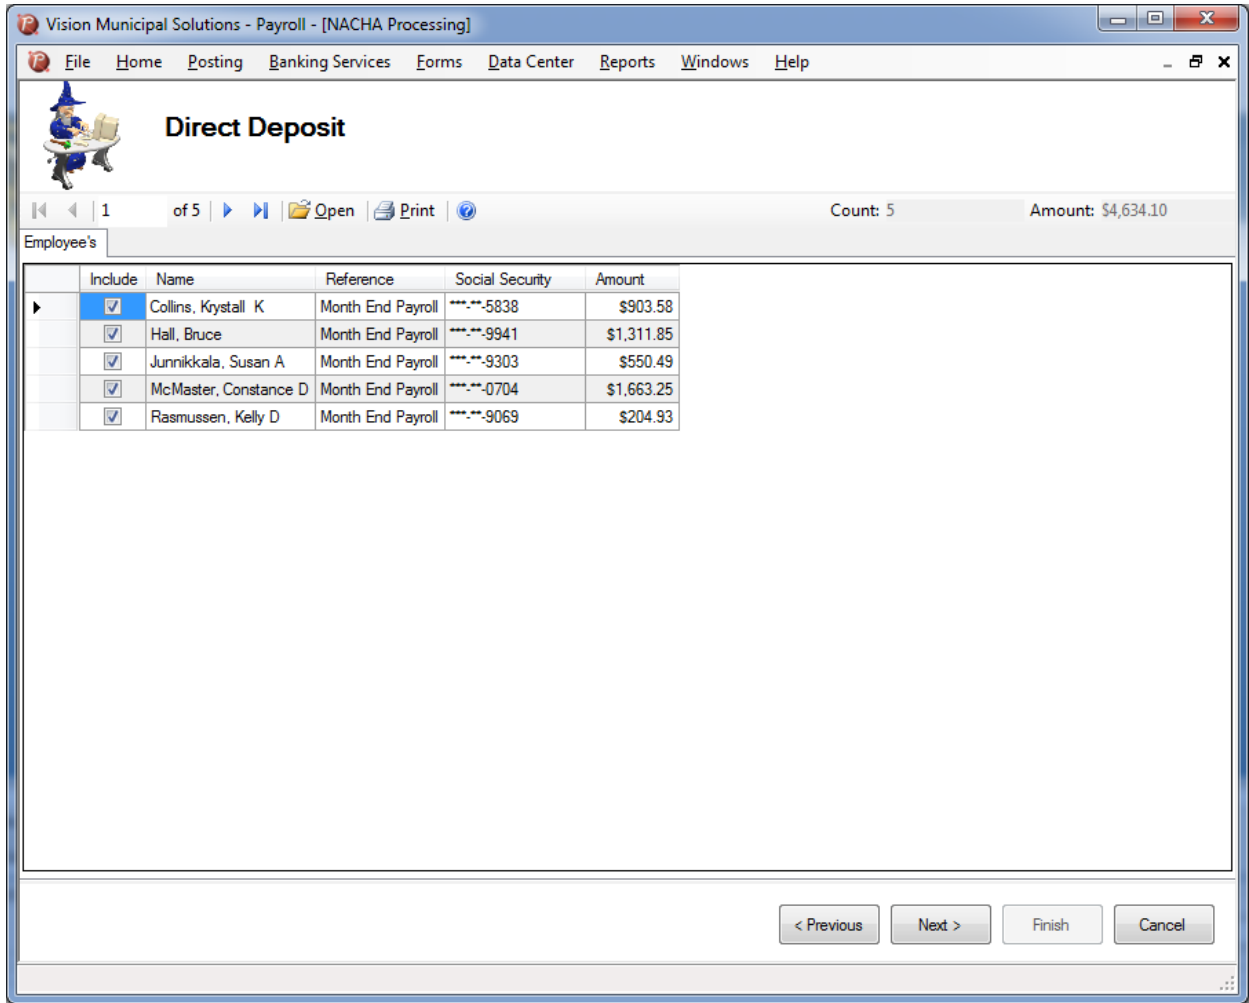 Vision Municipal Solutions - Payroll - [NACHA Processing]
File Home Posting Banking Services Forms Data Center Reports Windows Help
Direct Deposit
1 of 5 Open Print Count: 5 Amount: $4,634.10
Employee's
Include Name Reference Social Security Amount
Collins, Krystall K Month End Payroll ***-**-5838 $903.58
Hall, Bruce Month End Payroll ***-**-9941 $1,311.85
Junnikkala, Susan A Month End Payroll ***-**-9303 $550.49
McMaster, Constance D Month End Payroll ***-**-0704 $1,663.25
Rasmussen, Kelly D Month End Payroll ***-**-9069 $204.93
< Previous Next > Finish Cancel